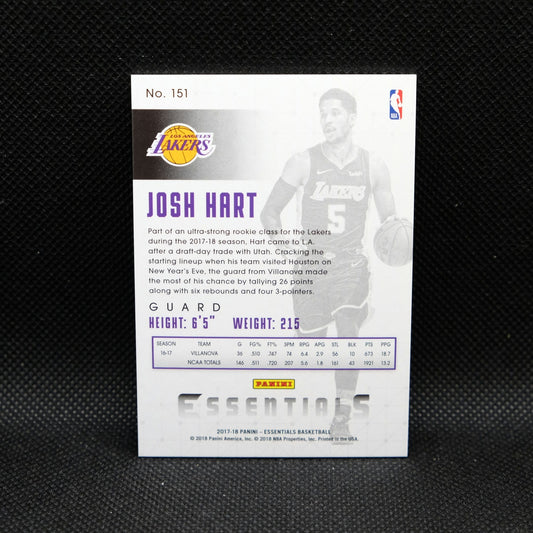 No. 151
NBA
LOS ANGELES
LAKERS
LAKERS
5
JOSH HART
Part of an ultra-strong rookie class for the Lakers
during the 2017-18 season, Hart came to L.A.
after a draft-day trade with Utah. Cracking the
starting lineup when his team visited Houston on
New Year's Eve, the guard from Villanova made
the most of his chance by tallying 26 points
along with six rebounds and four 3-pointers.
GUARD
HEIGHT: 6'5" WEIGHT: 215
SEASON TEAM G FG% FT% 3PM RPG APG STL BLK PTS PPG
16-17 VILLANOVA 36 .510 .747 74 6.4 2.9 56 10 673 18.7
NCAA TOTALS 146 .511 .720 207 5.6 1.8 161 43 1921 13.2
PANINI
ESSENTIALS
2017-18 PANINI – ESSENTIALS BASKETBALL
© 2018 Panini America, Inc. © 2018 NBA Properties, Inc. Printed in the USA.